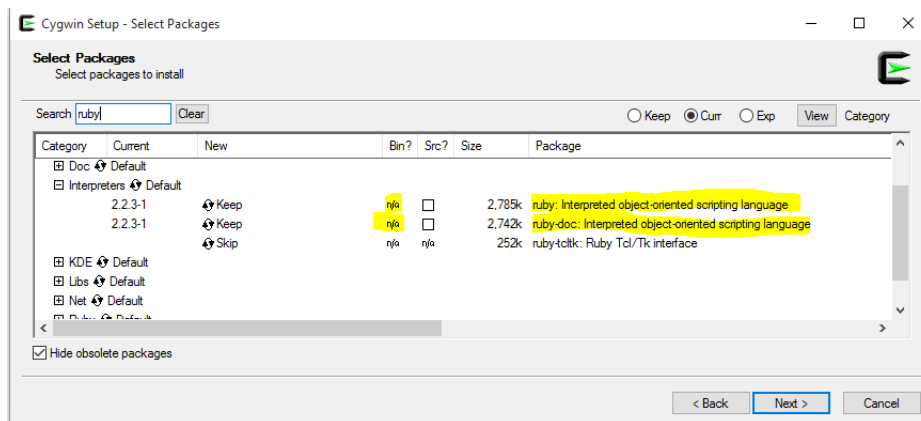 Cygwin Setup - Select Packages
Select Packages
Select packages to install
Search ruby Clear Keep Curr Exp View Category
Category Current New Bin? Src? Size Package
Doc Default
Interpreters Default
2.2.3-1 Keep n/a 2,785k ruby: Interpreted object-oriented scripting language
2.2.3-1 Keep n/a 2,742k ruby-doc: Interpreted object-oriented scripting language
Skip n/a n/a 252k ruby-tcltk: Ruby Tcl/Tk interface
KDE Default
Libs Default
Net Default
Hide obsolete packages
< Back Next > Cancel